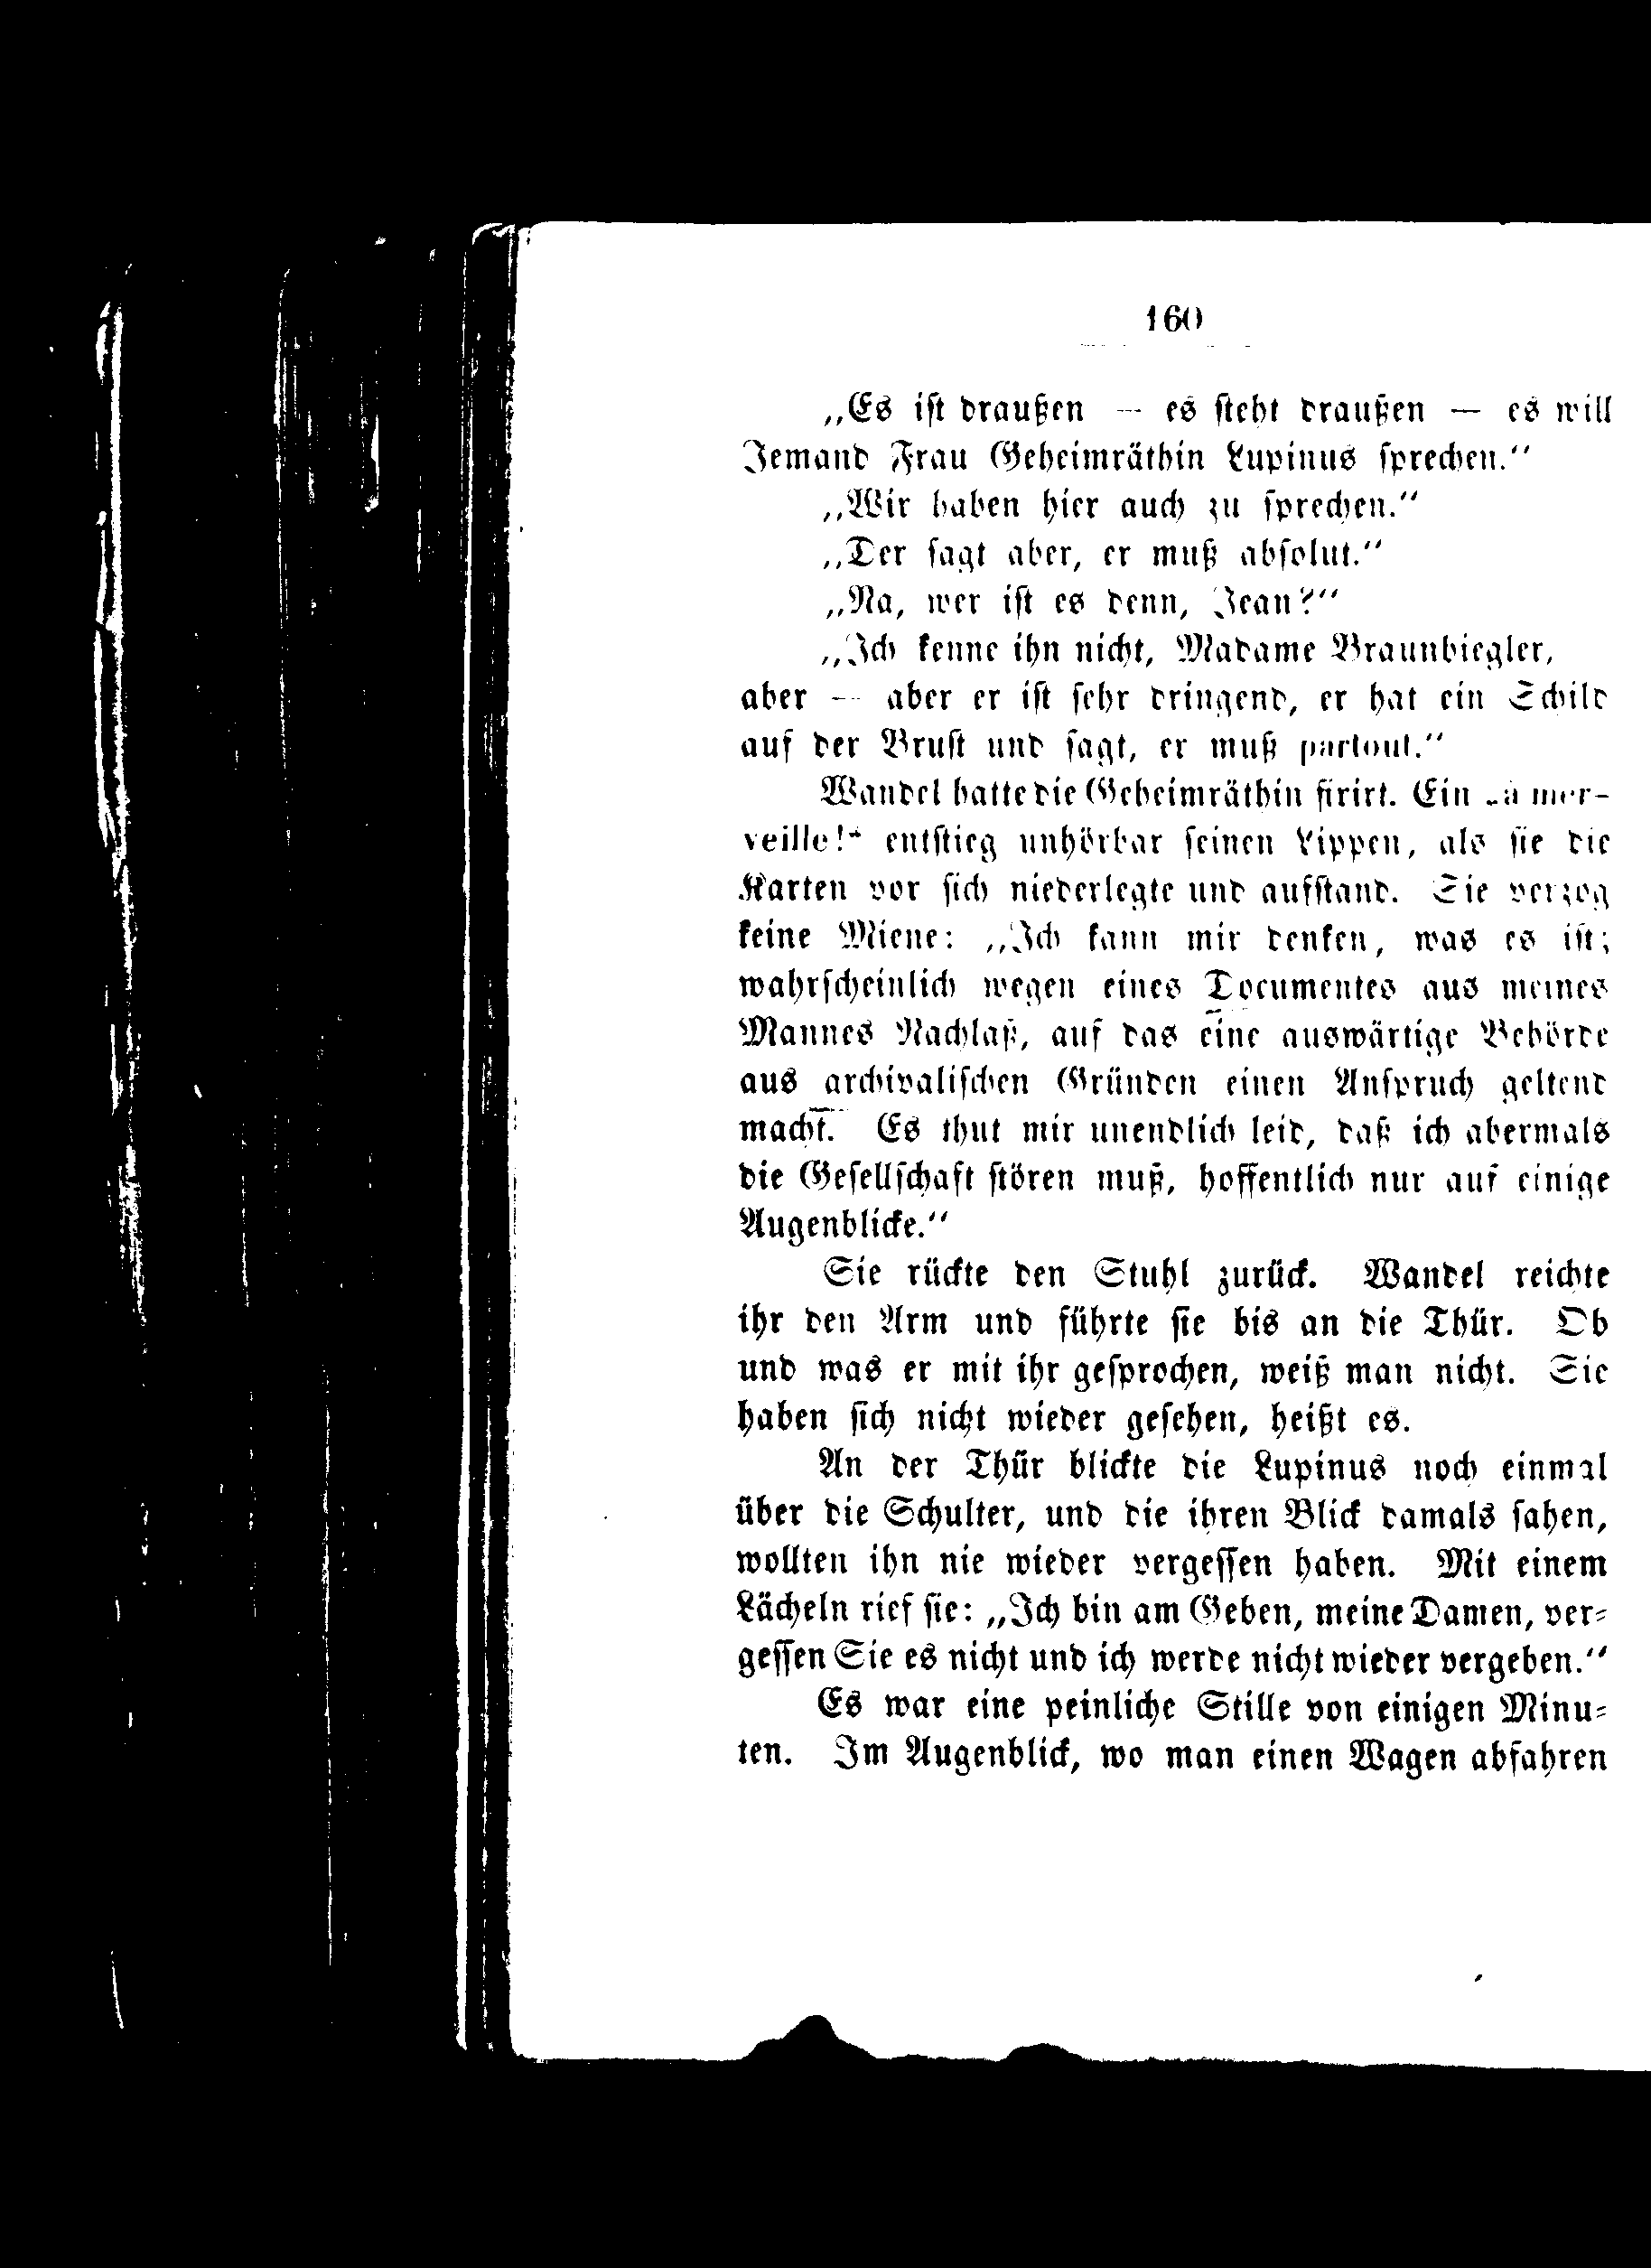 160
„Es ist draußen — es steht draußen — es will
Jemand Frau Geheimräthin Lupinus sprechen.“
„Wir haben hier auch zu sprechen.“
„Der sagt aber, er muß absolut.“
„Na, wer ist es denn, Jean?“
„Ich kenne ihn nicht, Madame Braunbiegler,
aber — aber er ist sehr dringend, er hat ein Schild
auf der Brust und sagt, er muß partout.“
Wandel hatte die Geheimräthin fixirt. Ein „à mer-
veille!“ entstieg unhörbar seinen Lippen, als sie die
Karten vor sich niederlegte und aufstand. Sie verzog
keine Miene: „Ich kann mir denken, was es ist;
wahrscheinlich wegen eines Documentes aus meines
Mannes Nachlaß, auf das eine auswärtige Behörde
aus archivalischen Gründen einen Anspruch geltend
macht. Es thut mir unendlich leid, daß ich abermals
die Gesellschaft stören muß, hoffentlich nur auf einige
Augenblicke.“
Sie rückte den Stuhl zurück. Wandel reichte
ihr den Arm und führte sie bis an die Thür. Ob
und was er mit ihr gesprochen, weiß man nicht. Sie
haben sich nicht wieder gesehen, heißt es.
An der Thür blickte die Lupinus noch einmal
über die Schulter, und die ihren Blick damals sahen,
wollten ihn nie wieder vergessen haben. Mit einem
Lächeln rief sie: „Ich bin am Geben, meine Damen, ver-
gessen Sie es nicht und ich werde nicht wieder vergeben.“
Es war eine peinliche Stille von einigen Minu-
ten. Im Augenblick, wo man einen Wagen abfahren